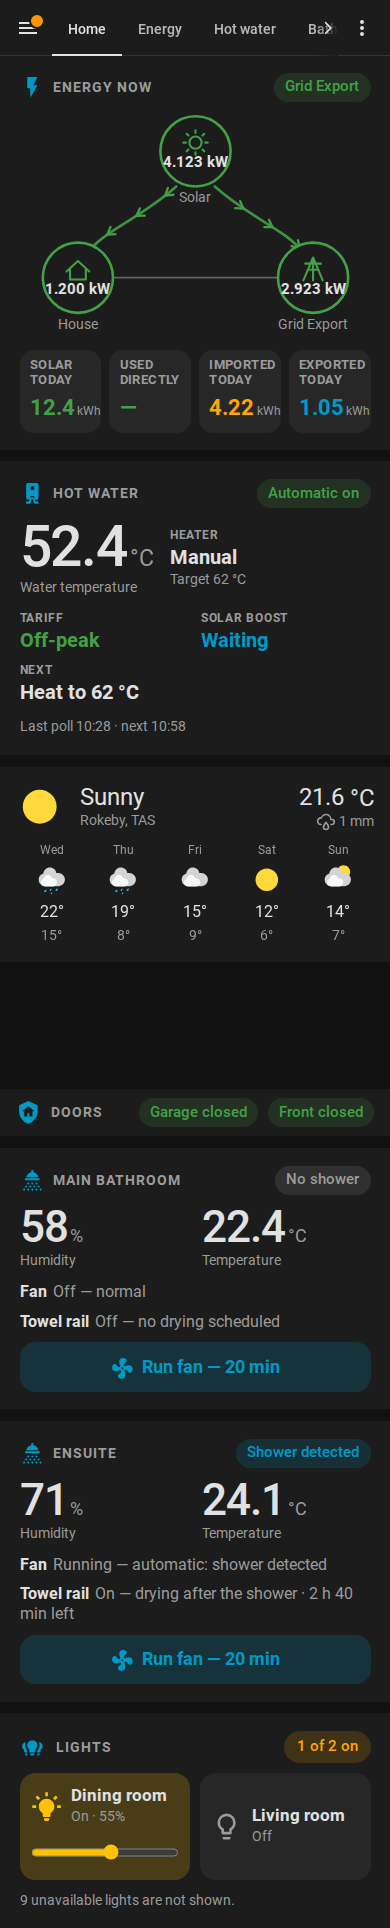 Home Energy Hot water Bath
ENERGY NOW Grid Export
4.123 kW
Solar
1.200 kW 2.923 kW
House Grid Export
SOLAR TODAY USED DIRECTLY IMPORTED TODAY EXPORTED TODAY
12.4 kWh — 4.22 kWh 1.05 kWh
HOT WATER Automatic on
52.4 °C
Water temperature
HEATER
Manual
Target 62 °C
TARIFF SOLAR BOOST
Off-peak Waiting
NEXT
Heat to 62 °C
Last poll 10:28 · next 10:58
Sunny 21.6 °C
Rokeby, TAS 1 mm
Wed Thu Fri Sat Sun
22° 19° 15° 12° 14°
15° 8° 9° 6° 7°
DOORS Garage closed Front closed
MAIN BATHROOM No shower
58 % 22.4 °C
Humidity Temperature
Fan Off — normal
Towel rail Off — no drying scheduled
Run fan — 20 min
ENSUITE Shower detected
71 % 24.1 °C
Humidity Temperature
Fan Running — automatic: shower detected
Towel rail On — drying after the shower · 2 h 40
min left
Run fan — 20 min
LIGHTS 1 of 2 on
Dining room
On · 55%
Living room
Off
9 unavailable lights are not shown.